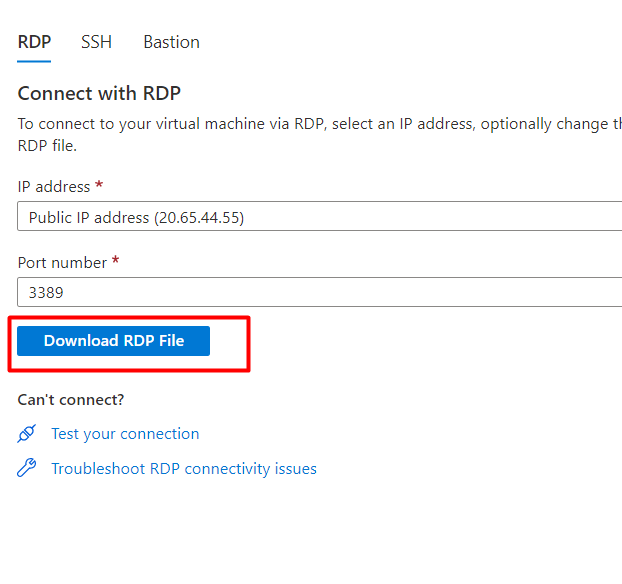 RDP SSH Bastion
Connect with RDP
To connect to your virtual machine via RDP, select an IP address, optionally change
RDP file.
IP address *
Public IP address (20.65.44.55)
Port number *
3389
Download RDP File
Can't connect?
Test your connection
Troubleshoot RDP connectivity issues